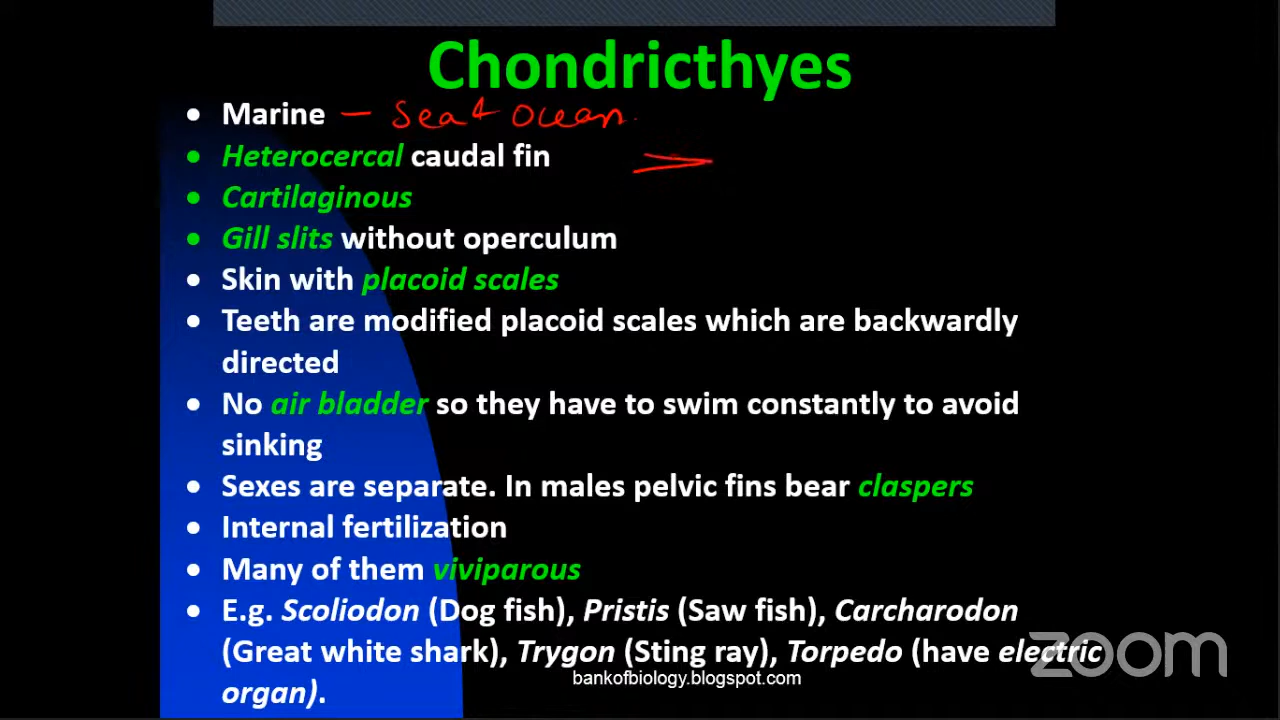 Chondricthyes
• Marine – Sea & Ocean.
• Heterocercal caudal fin
• Cartilaginous
• Gill slits without operculum
• Skin with placoid scales
• Teeth are modified placoid scales which are backwardly
directed
• No air bladder so they have to swim constantly to avoid
sinking
• Sexes are separate. In males pelvic fins bear claspers
• Internal fertilization
• Many of them viviparous
• E.g. Scoliodon (Dog fish), Pristis (Saw fish), Carcharodon
(Great white shark), Trygon (Sting ray), Torpedo (have electric
organ).
bankofbiology.blogspot.com
zoom